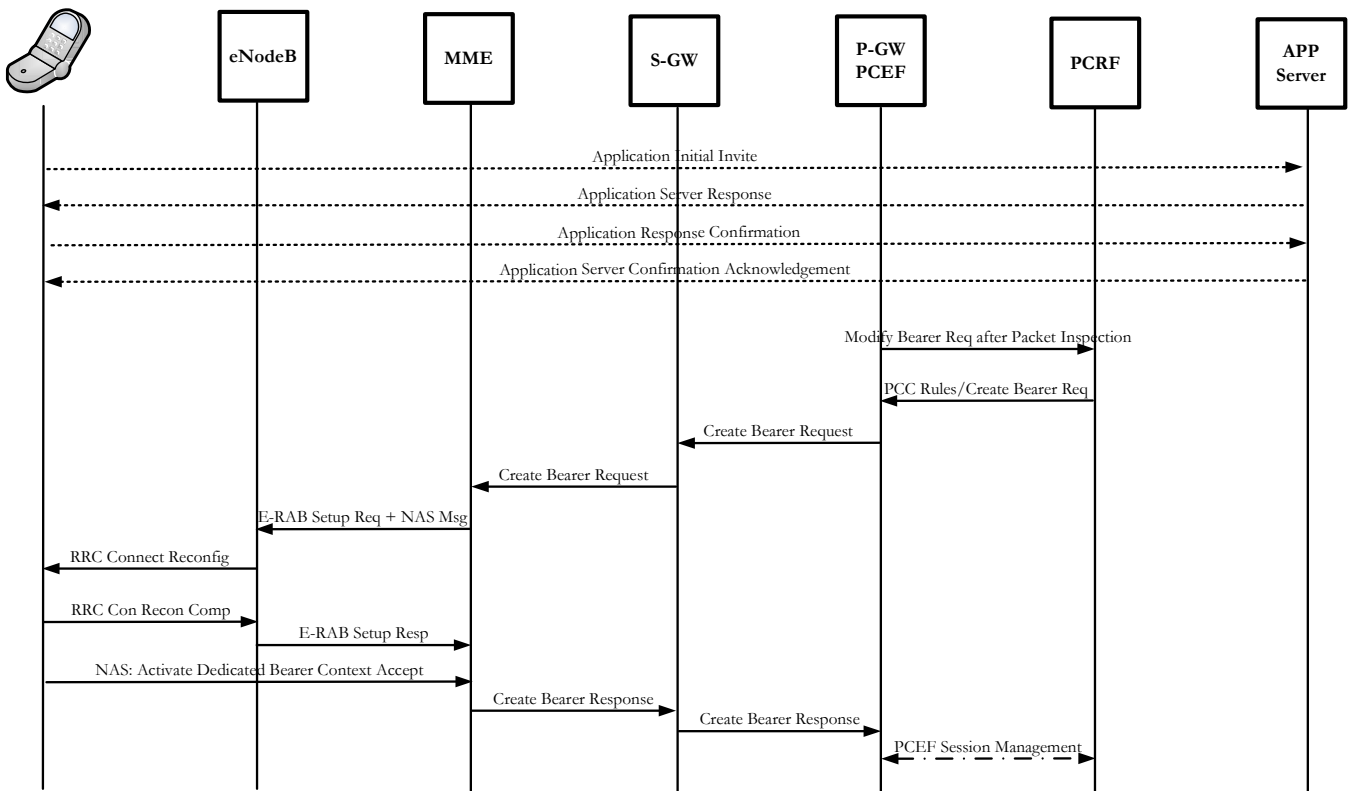 eNodeB
MME
S-GW
P-GW
PCEF
PCRF
APP
Server
Application Initial Invite
Application Server Response
Application Response Confirmation
Application Server Confirmation Acknowledgement
Modify Bearer Req after Packet Inspection
PCC Rules/Create Bearer Req
Create Bearer Request
Create Bearer Request
E-RAB Setup Req + NAS Msg
RRC Connect Reconfig
RRC Con Recon Comp
E-RAB Setup Resp
NAS: Activate Dedicated Bearer Context Accept
Create Bearer Response
Create Bearer Response
PCEF Session Management